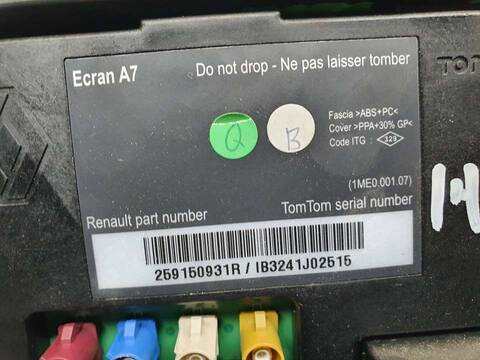 Ecran A7
Do not drop - Ne pas laisser tomber
TOM
Q
B
Fascia >ABS+PC<
Cover >PPA+30% GF<
Code ITG :
(1ME0.001.07)
Renault part number
TomTom serial number
259150931R / IB3241J02515